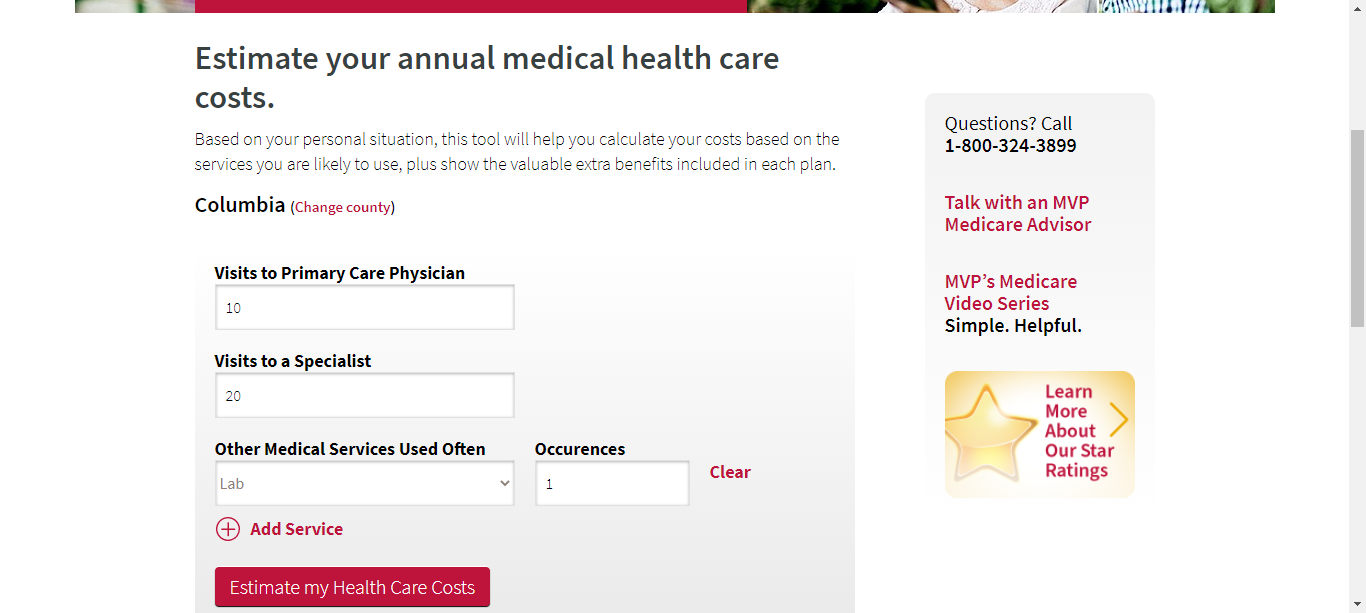 Estimate your annual medical health care
costs.
Based on your personal situation, this tool will help you calculate your costs based on the
services you are likely to use, plus show the valuable extra benefits included in each plan.
Columbia (Change county)
Visits to Primary Care Physician
10
Visits to a Specialist
20
Other Medical Services Used Often
Occurences
Lab
1
Clear
Add Service
Estimate my Health Care Costs
Questions? Call
1-800-324-3899
Talk with an MVP
Medicare Advisor
MVP’s Medicare
Video Series
Simple. Helpful.
Learn
More
About
Our Star
Ratings